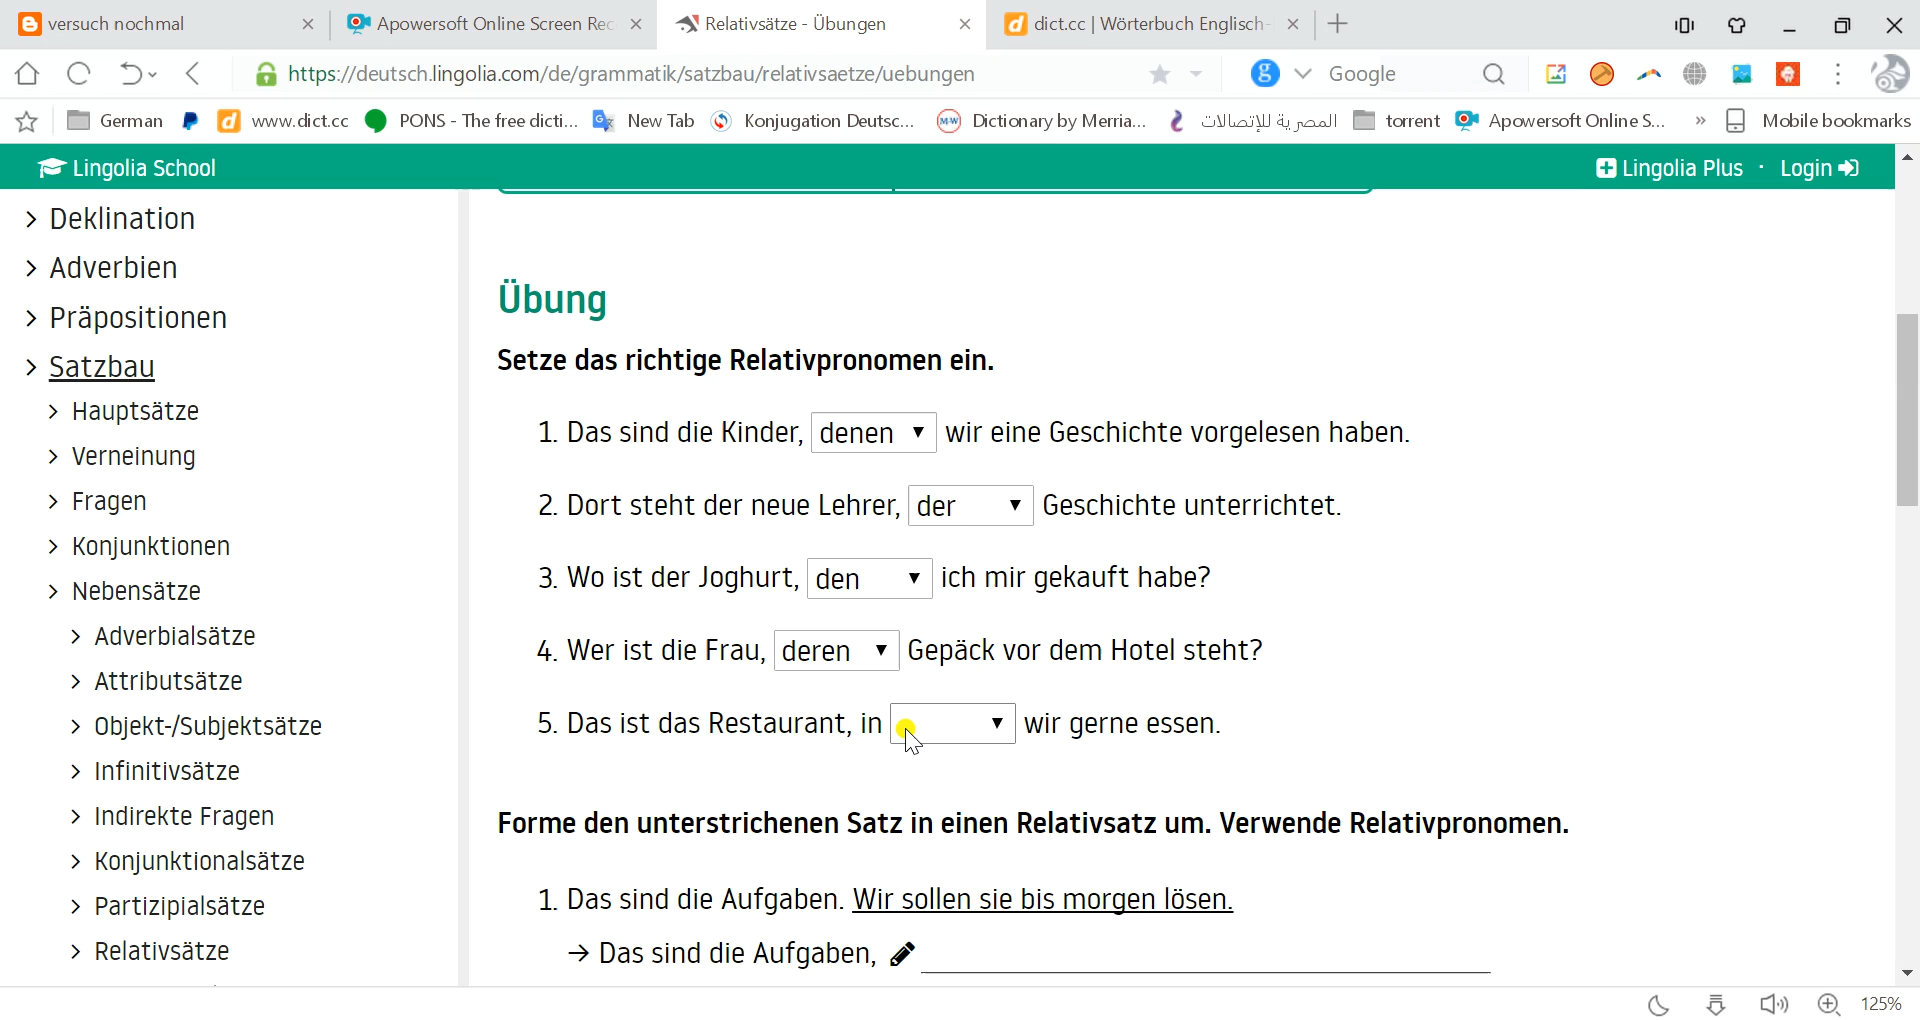 versuch nochmal
Apowersoft Online Screen Rec
Relativsätze - Übungen
dict.cc | Wörterbuch Englisch-
https://deutsch.lingolia.com/de/grammatik/satzbau/relativsaetze/uebungen
Google
German
www.dict.cc
PONS - The free dicti...
New Tab
Konjugation Deutsc...
Dictionary by Merria...
المصرية للإتصالات
torrent
Apowersoft Online S...
Mobile bookmarks
Lingolia School
Lingolia Plus · Login
Deklination
Adverbien
Präpositionen
Satzbau
Hauptsätze
Verneinung
Fragen
Konjunktionen
Nebensätze
Adverbialsätze
Attributsätze
Objekt-/Subjektsätze
Infinitivsätze
Indirekte Fragen
Konjunktionalsätze
Partizipialsätze
Relativsätze
Übung
Setze das richtige Relativpronomen ein.
1. Das sind die Kinder, denen wir eine Geschichte vorgelesen haben.
2. Dort steht der neue Lehrer, der Geschichte unterrichtet.
3. Wo ist der Joghurt, den ich mir gekauft habe?
4. Wer ist die Frau, deren Gepäck vor dem Hotel steht?
5. Das ist das Restaurant, in wir gerne essen.
Forme den unterstrichenen Satz in einen Relativsatz um. Verwende Relativpronomen.
1. Das sind die Aufgaben. Wir sollen sie bis morgen lösen.
→ Das sind die Aufgaben,
125%